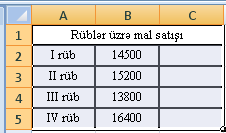 A B C
1 Rüblər üzrə mal satışı
2 I rüb 14500
3 II rüb 15200
4 III rüb 13800
5 IV rüb 16400